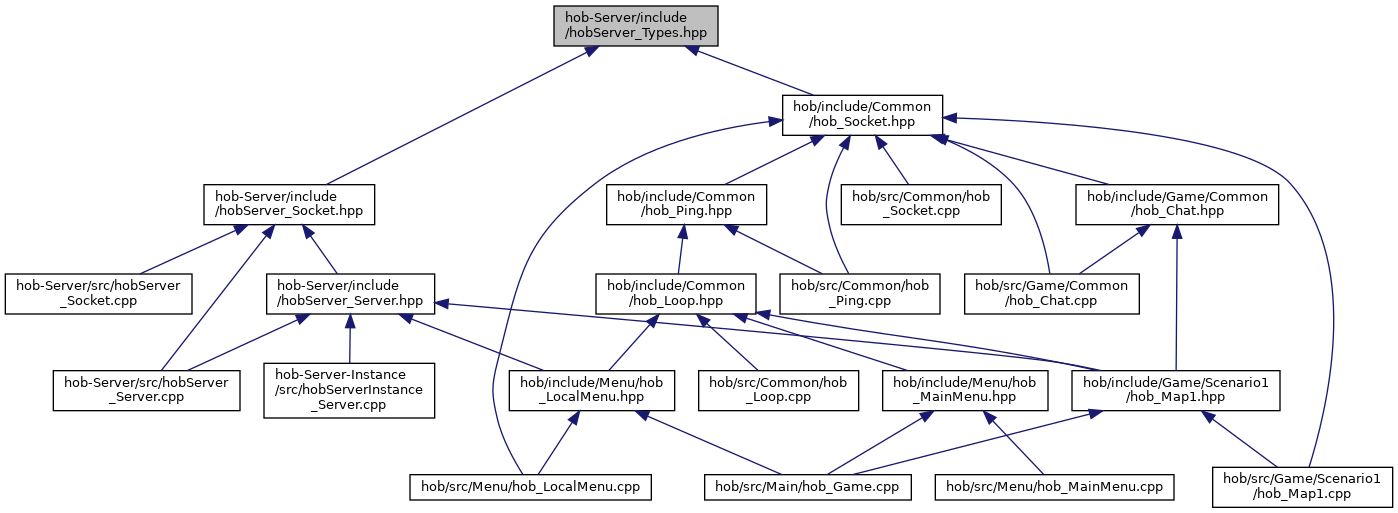 hob-Server/include
/hobServer_Types.hpp
hob/include/Common
/hob_Socket.hpp
hob-Server/include
/hobServer_Socket.hpp
hob/include/Common
/hob_Ping.hpp
hob/src/Common/hob
_Socket.cpp
hob/include/Game/Common
/hob_Chat.hpp
hob-Server/src/hobServer
_Socket.cpp
hob-Server/include
/hobServer_Server.hpp
hob/include/Common
/hob_Loop.hpp
hob/src/Common/hob
_Ping.cpp
hob/src/Game/Common
/hob_Chat.cpp
hob-Server/src/hobServer
_Server.cpp
hob-Server-Instance
/src/hobServerInstance
_Server.cpp
hob/include/Menu/hob
_LocalMenu.hpp
hob/src/Common/hob
_Loop.cpp
hob/include/Menu/hob
_MainMenu.hpp
hob/include/Game/Scenario1
/hob_Map1.hpp
hob/src/Menu/hob_LocalMenu.cpp
hob/src/Main/hob_Game.cpp
hob/src/Menu/hob_MainMenu.cpp
hob/src/Game/Scenario1
/hob_Map1.cpp